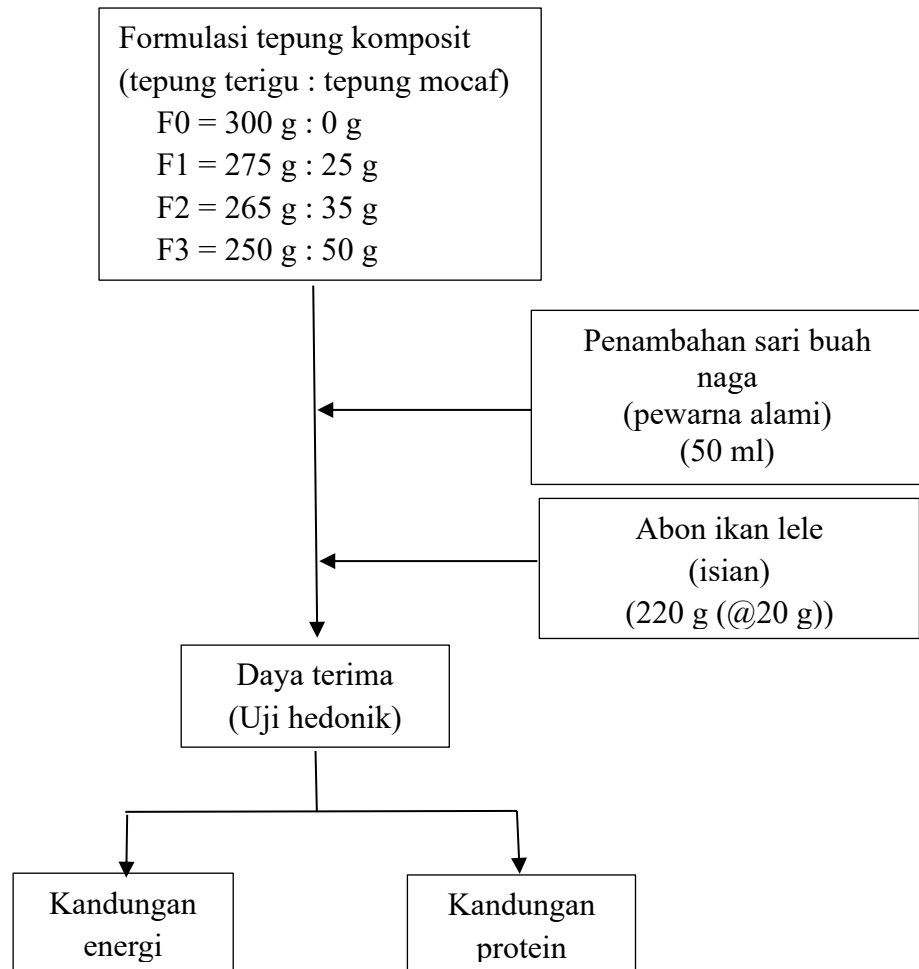 Formulasi tepung komposit
(tepung terigu : tepung mocaf)
F0 = 300 g : 0 g
F1 = 275 g : 25 g
F2 = 265 g : 35 g
F3 = 250 g : 50 g
Penambahan sari buah
naga
(pewarna alami)
(50 ml)
Abon ikan lele
(isian)
(220 g (@20 g))
Daya terima
(Uji hedonik)
Kandungan
energi
Kandungan
protein